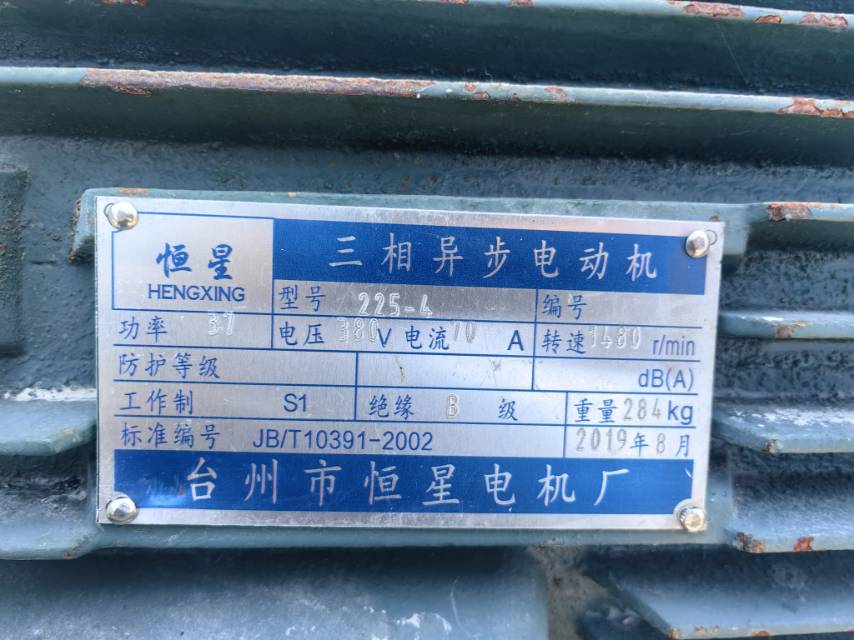 恒星
HENGXING
三相异步电动机
型号 225-4 编号
功率 37 电压 380 V 电流 70 A 转速 1480 r/min
防护等级 dB(A)
工作制 S1 绝缘 B 级 重量 284 kg
标准编号 JB/T10391-2002 2019年8月
台州市恒星电机厂